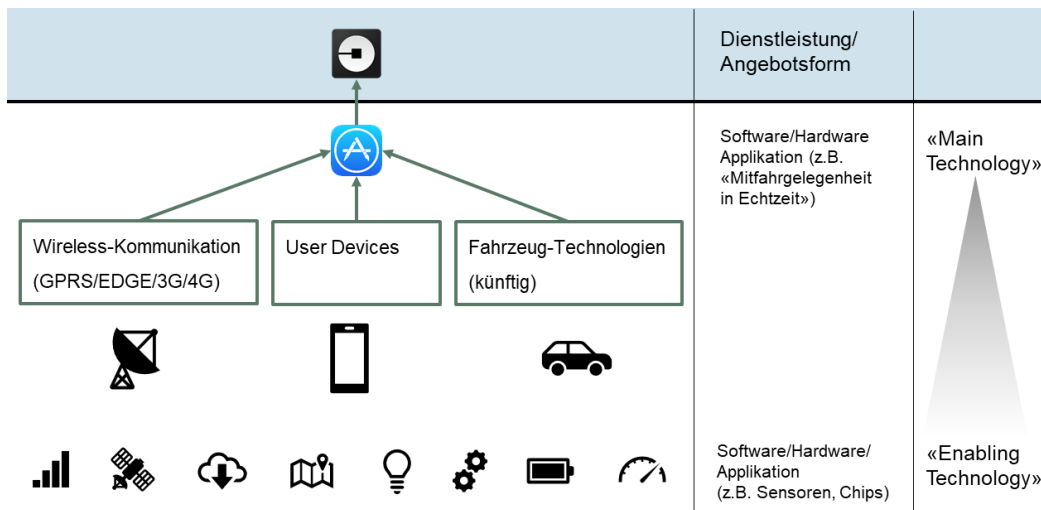 Dienstleistung/
Angebotsform
Software/Hardware
Applikation (z.B.
«Mitfahrgelegenheit
in Echtzeit»)
«Main
Technology»
Wireless-Kommunikation
(GPRS/EDGE/3G/4G)
User Devices
Fahrzeug-Technologien
(künftig)
Software/Hardware/
Applikation
(z.B. Sensoren, Chips)
«Enabling
Technology»